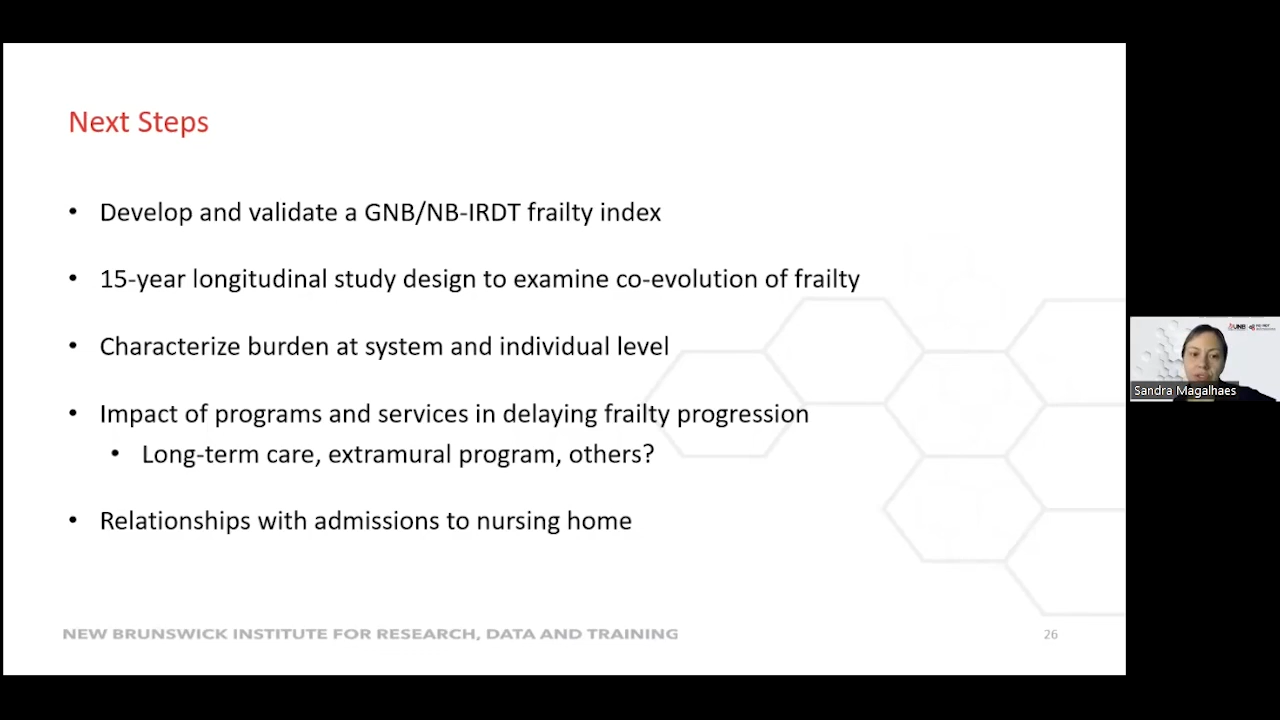 Next Steps
• Develop and validate a GNB/NB-IRDT frailty index
• 15-year longitudinal study design to examine co-evolution of frailty
• Characterize burden at system and individual level
• Impact of programs and services in delaying frailty progression
• Long-term care, extramural program, others?
• Relationships with admissions to nursing home
NEW BRUNSWICK INSTITUTE FOR RESEARCH, DATA AND TRAINING
26
UNB
Sandra Magalhaes